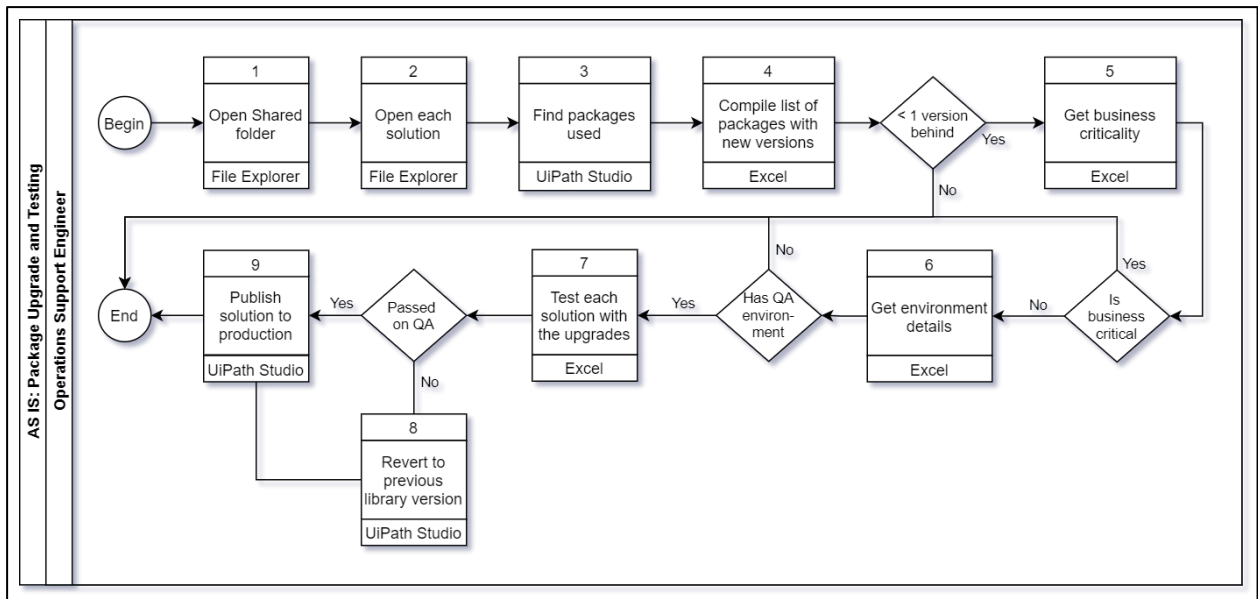 AS IS: Package Upgrade and Testing
Operations Support Engineer
Begin
1
Open Shared
folder
File Explorer
2
Open each
solution
File Explorer
3
Find packages
used
UiPath Studio
4
Compile list of
packages with
new versions
Excel
< 1 version
behind
Yes
No
5
Get business
criticality
Excel
Is
business
critical
Yes
No
6
Get environment
details
Excel
Has QA
environ-
ment
No
Yes
7
Test each
solution with
the upgrades
Excel
Passed
on QA
Yes
No
8
Revert to
previous
library version
UiPath Studio
9
Publish
solution to
production
UiPath Studio
End